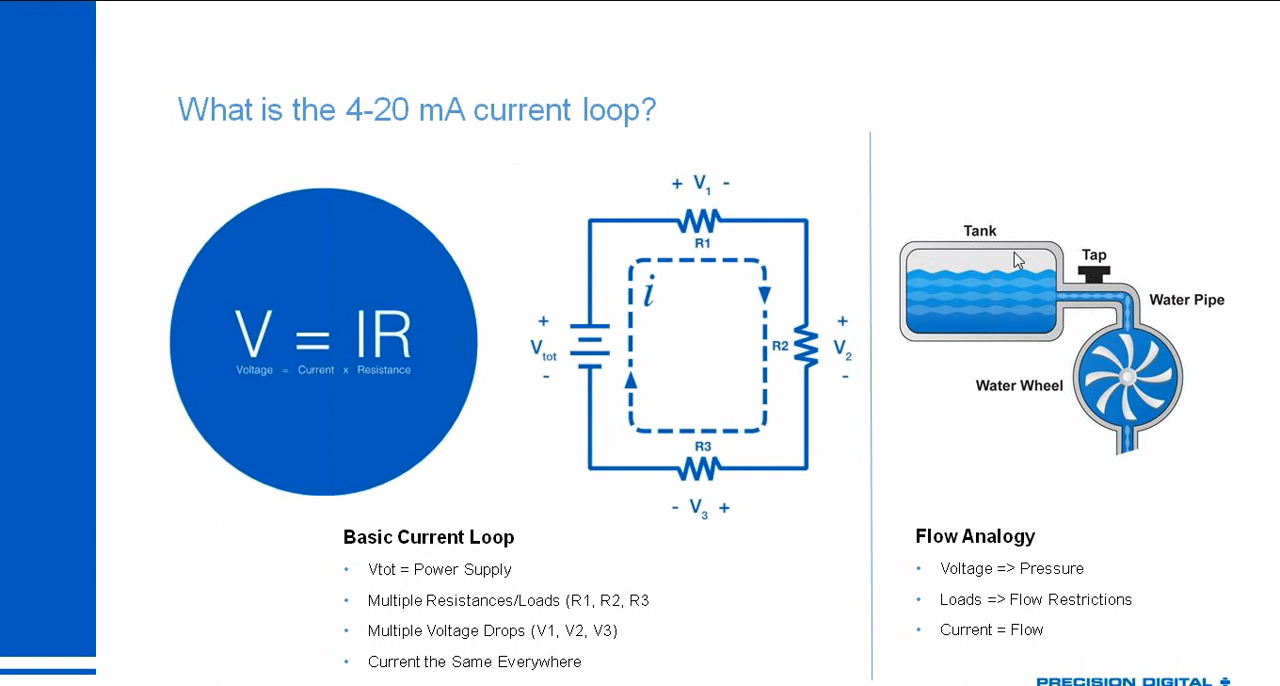 What is the 4-20 mA current loop?
V = IR
Voltage = Current x Resistance
+ V1 -
R1
i
+
Vtot
-
R2
+
V2
-
R3
- V3 +
Basic Current Loop
• Vtot = Power Supply
• Multiple Resistances/Loads (R1, R2, R3
• Multiple Voltage Drops (V1, V2, V3)
• Current the Same Everywhere
Tank
Tap
Water Pipe
Water Wheel
Flow Analogy
• Voltage => Pressure
• Loads => Flow Restrictions
• Current = Flow
PRECISION DIGITAL